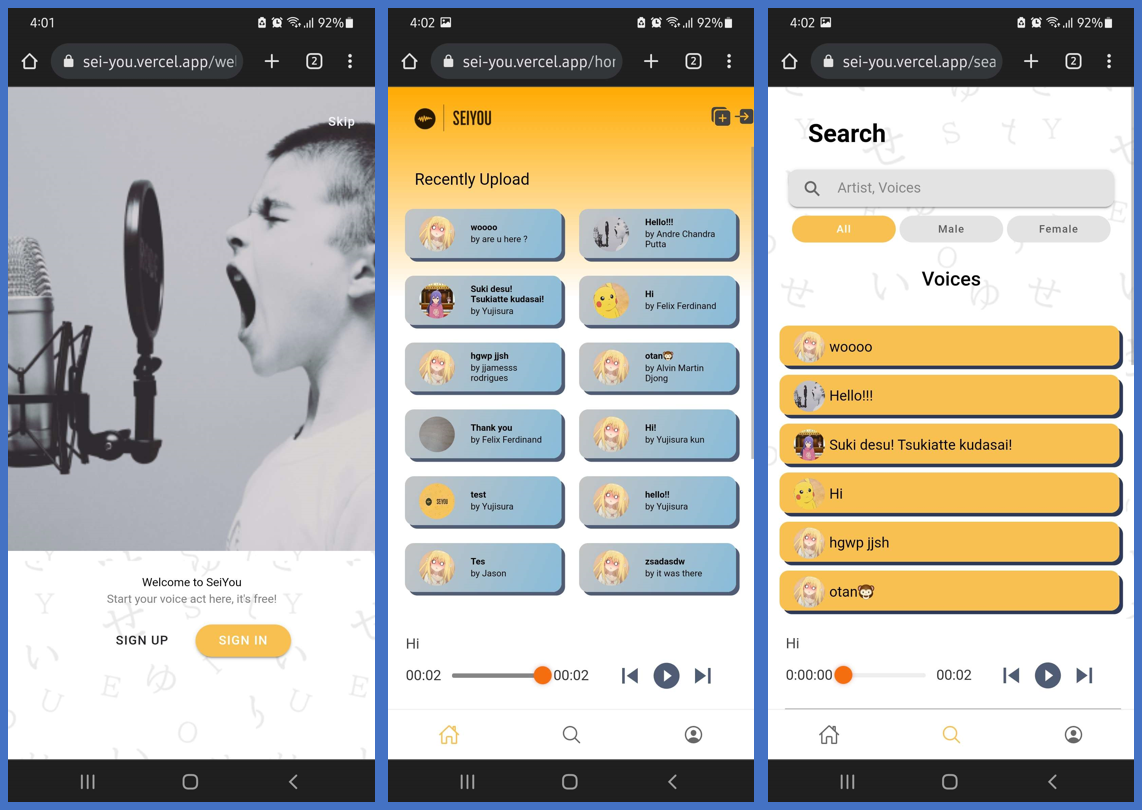 4:01
92%
sei-you.vercel.app/wel
2
Skip
Welcome to SeiYou
Start your voice act here, it's free!
SIGN UP
SIGN IN
4:02
92%
sei-you.vercel.app/hor
2
SEIYOU
Recently Upload
woooo
by are u here ?
Hello!!!
by Andre Chandra
Putta
Suki desu!
Tsukiatte kudasai!
by Yujisura
Hi
by Felix Ferdinand
hgwp jjsh
by jjamesss
rodrigues
otan🐵
by Alvin Martin
Djong
Thank you
by Felix Ferdinand
Hi!
by Yujisura kun
SEIYOU
test
by Yujisura
hello!!
by Yujisura
Tes
by Jason
zsadasdw
by it was there
Hi
00:02
00:02
4:02
92%
sei-you.vercel.app/sea
2
Search
Artist, Voices
All
Male
Female
Voices
woooo
Hello!!!
Suki desu! Tsukiatte kudasai!
Hi
hgwp jjsh
otan🐵
Hi
0:00:00
00:02